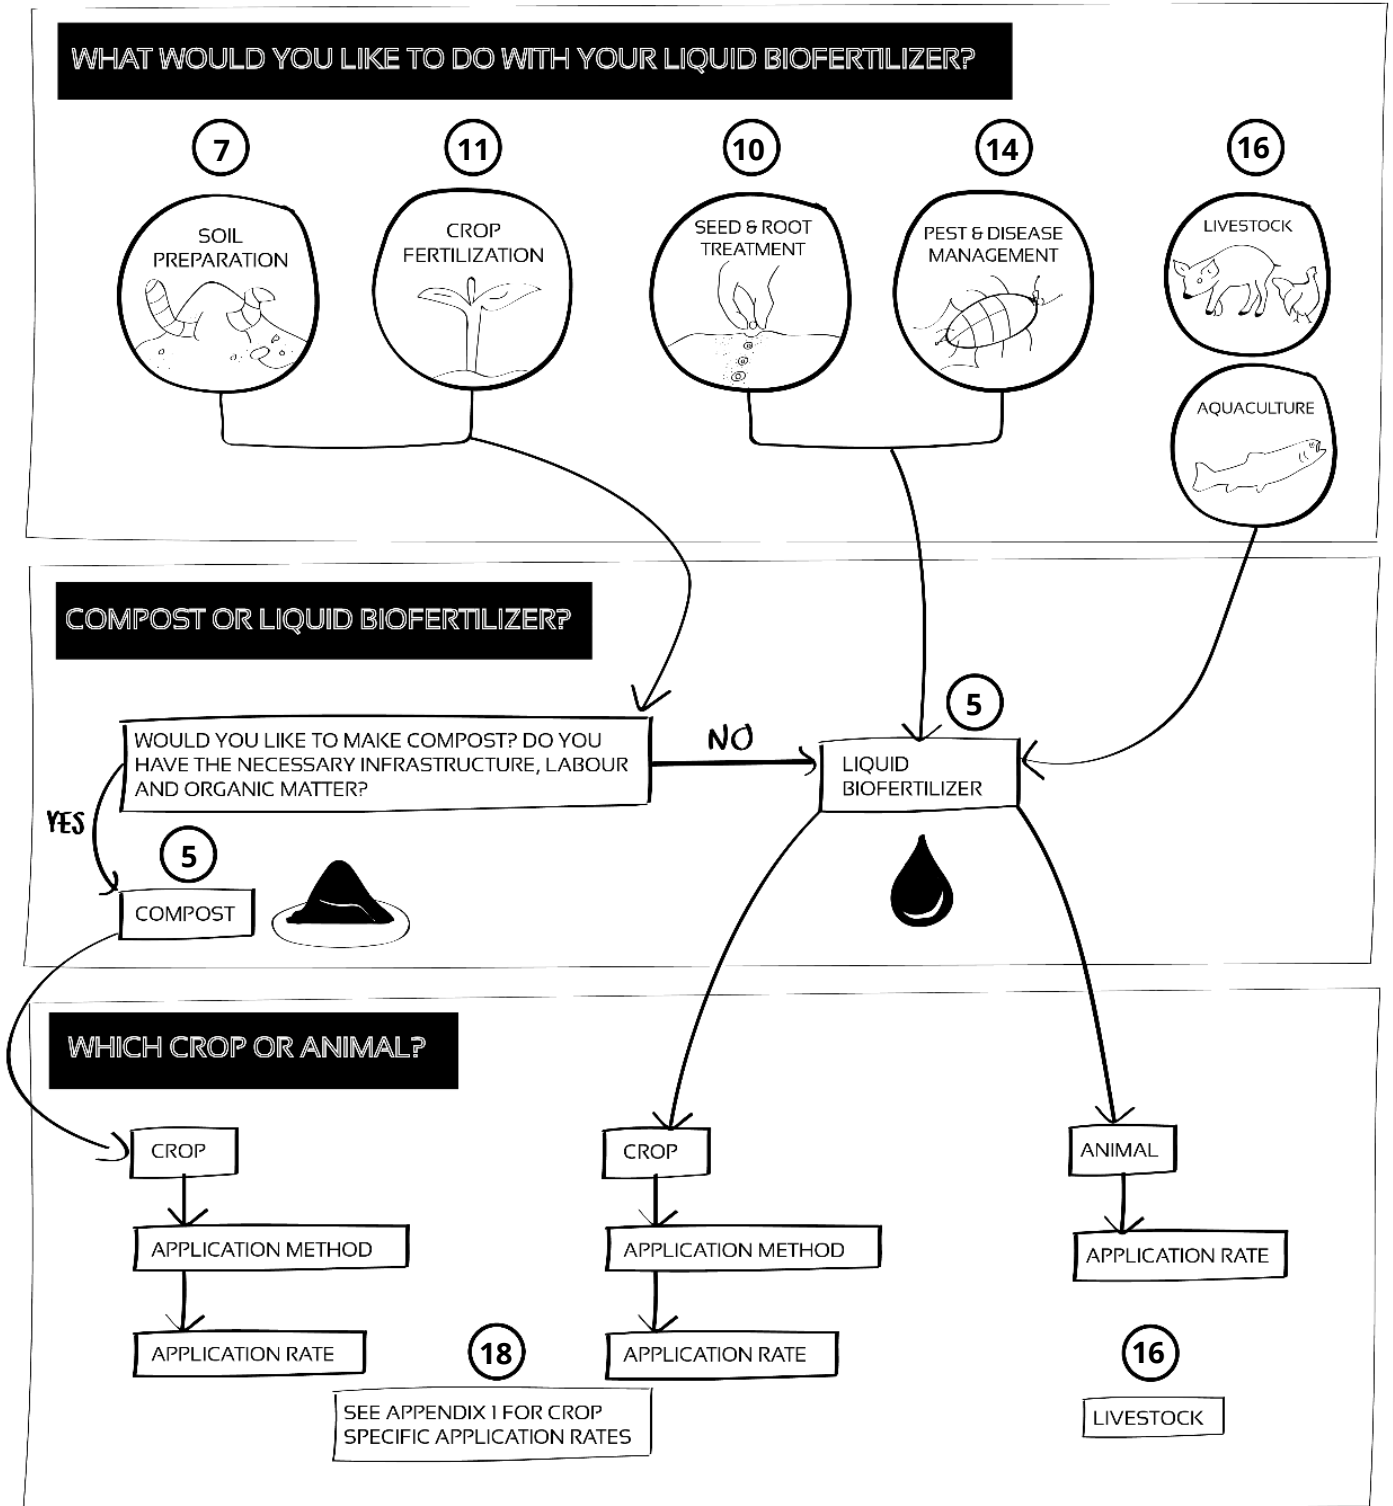 WHAT WOULD YOU LIKE TO DO WITH YOUR LIQUID BIOFERTILIZER?
7
11
10
14
16
SOIL
PREPARATION
CROP
FERTILIZATION
SEED & ROOT
TREATMENT
PEST & DISEASE
MANAGEMENT
LIVESTOCK
AQUACULTURE
COMPOST OR LIQUID BIOFERTILIZER?
WOULD YOU LIKE TO MAKE COMPOST? DO YOU
HAVE THE NECESSARY INFRASTRUCTURE, LABOUR
AND ORGANIC MATTER?
NO
5
LIQUID
BIOFERTILIZER
YES
5
COMPOST
WHICH CROP OR ANIMAL?
CROP
APPLICATION METHOD
APPLICATION RATE
CROP
APPLICATION METHOD
APPLICATION RATE
18
SEE APPENDIX 1 FOR CROP
SPECIFIC APPLICATION RATES
ANIMAL
APPLICATION RATE
16
LIVESTOCK